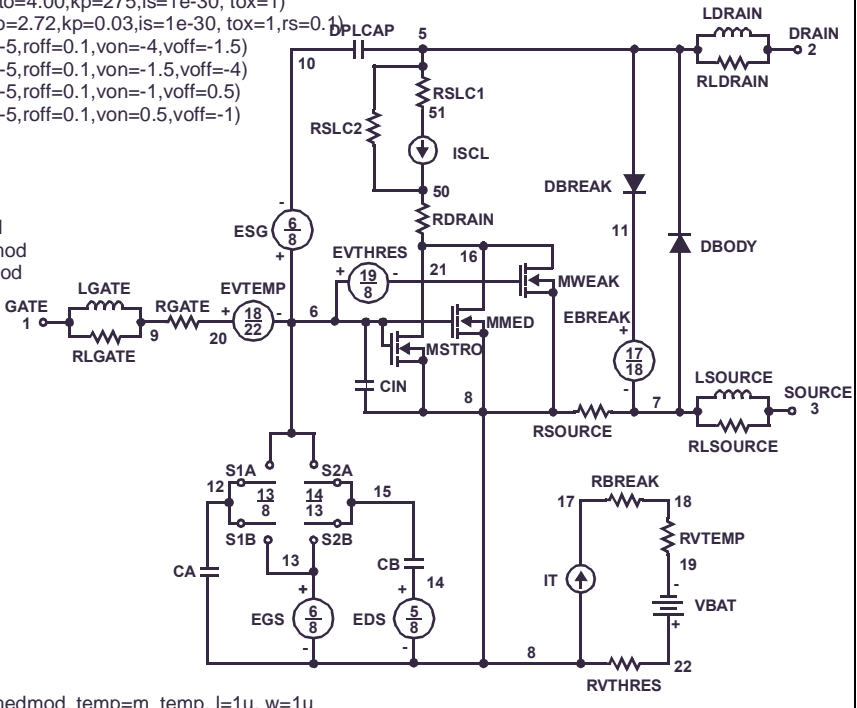 to=4.00,kp=275,is=1e-30, tox=1)
o=2.72,kp=0.03,is=1e-30, tox=1,rs=0.1)
-5,roff=0.1,von=-4,voff=-1.5)
-5,roff=0.1,von=-1.5,voff=-4)
-5,roff=0.1,von=-1,voff=0.5)
-5,roff=0.1,von=0.5,voff=-1)
LDRAIN
DPLCAP 5 DRAIN
10 2
RLDRAIN
RSLC1
51
RSLC2
ISCL
DBREAK
50
RDRAIN
- 6 8 +
ESG
11
DBODY
nod
od
EVTHRES
+ 19 8 -
16
21
MWEAK
LGATE
GATE
1
RGATE
EVTEMP
+ 18 22 -
6
MMED
EBREAK
+ 17 18 -
RLGATE
9
20
MSTRO
CIN
8
LSOURCE
7
SOURCE
3
RSOURCE
RLSOURCE
S1A
S2A
12
13 8
14 13
15
S1B
S2B
13
CA
CB
14
EGS
+ 6 8 -
EDS
+ 5 8 -
RBREAK
17
18
RVTEMP
19
IT
-
VBAT
+
8
22
RVTHRES
medmod, temp=m_temp, l=1u, w=1u